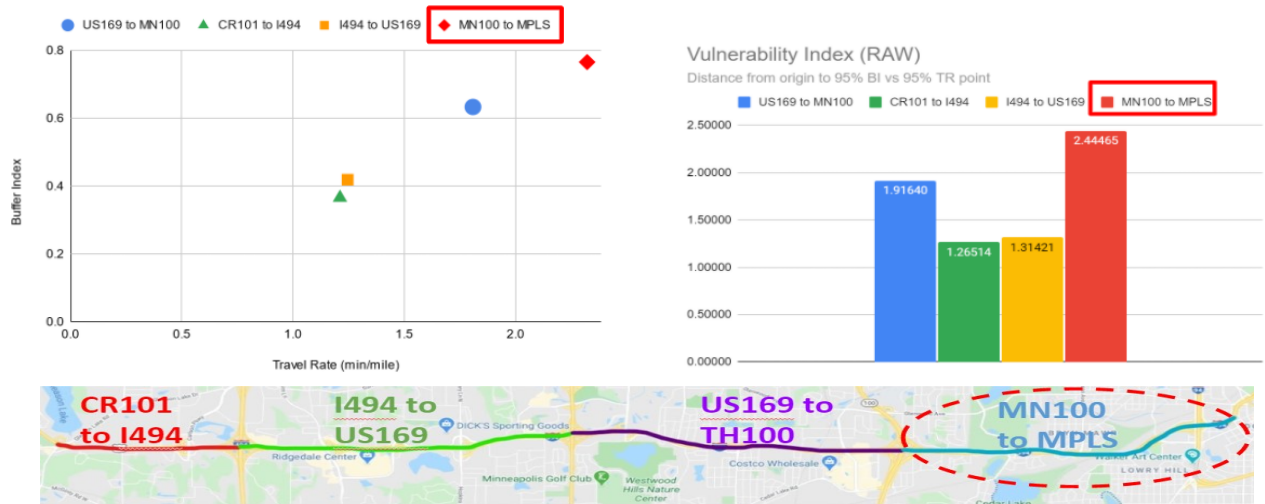 US169 to MN100 CR101 to I494 I494 to US169 MN100 to MPLS
0.8
0.6
0.4
0.2
0.0
Buffer Index
0.0 0.5 1.0 1.5 2.0
Travel Rate (min/mile)
Vulnerability Index (RAW)
Distance from origin to 95% BI vs 95% TR point
US169 to MN100 CR101 to I494 I494 to US169 MN100 to MPLS
2.50000
2.00000
1.50000
1.00000
0.50000
0.00000
1.91640
1.26514
1.31421
2.44465
CR101
to I494
I494 to
US169
US169 to
TH100
MN100
to MPLS
DICK'S Sporting Goods
Ridgedale Center
Minneapolis Golf Club
Westwood
Hills Nature
Center
Costco Wholesale
100
Walker Art Center
LOWRY HILL
Cedar Lake